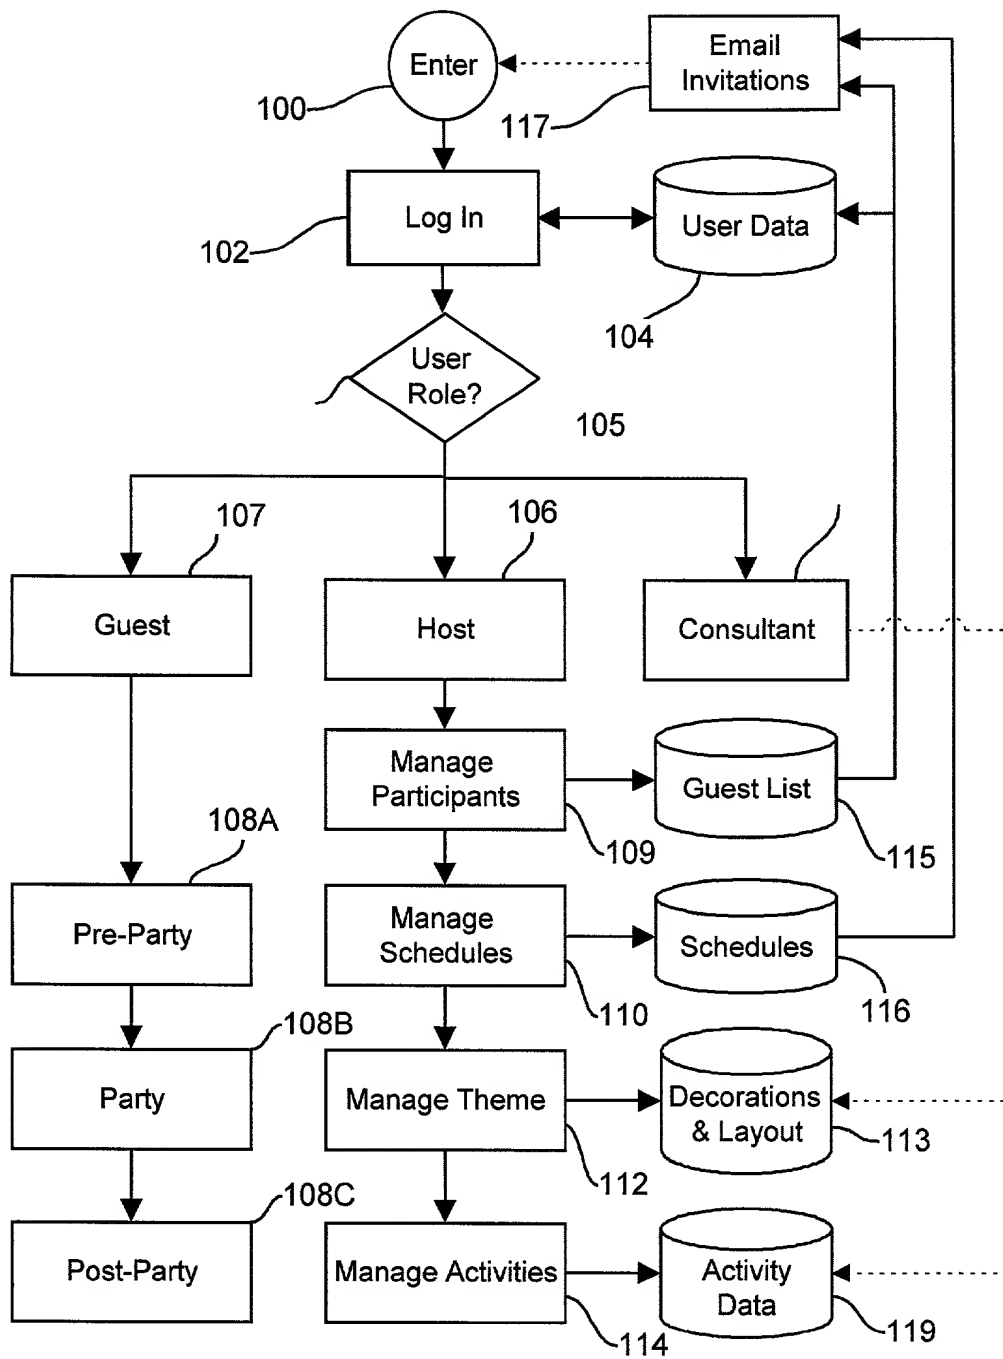 Enter
Email
Invitations
100
117
Log In
User Data
102
104
User
Role?
105
107
106
Guest
Host
Consultant
Manage
Participants
Guest List
108A
109
115
Pre-Party
Manage
Schedules
Schedules
110
116
108B
Party
Manage Theme
Decorations
& Layout
113
112
108C
Post-Party
Manage Activities
Activity
Data
114
119